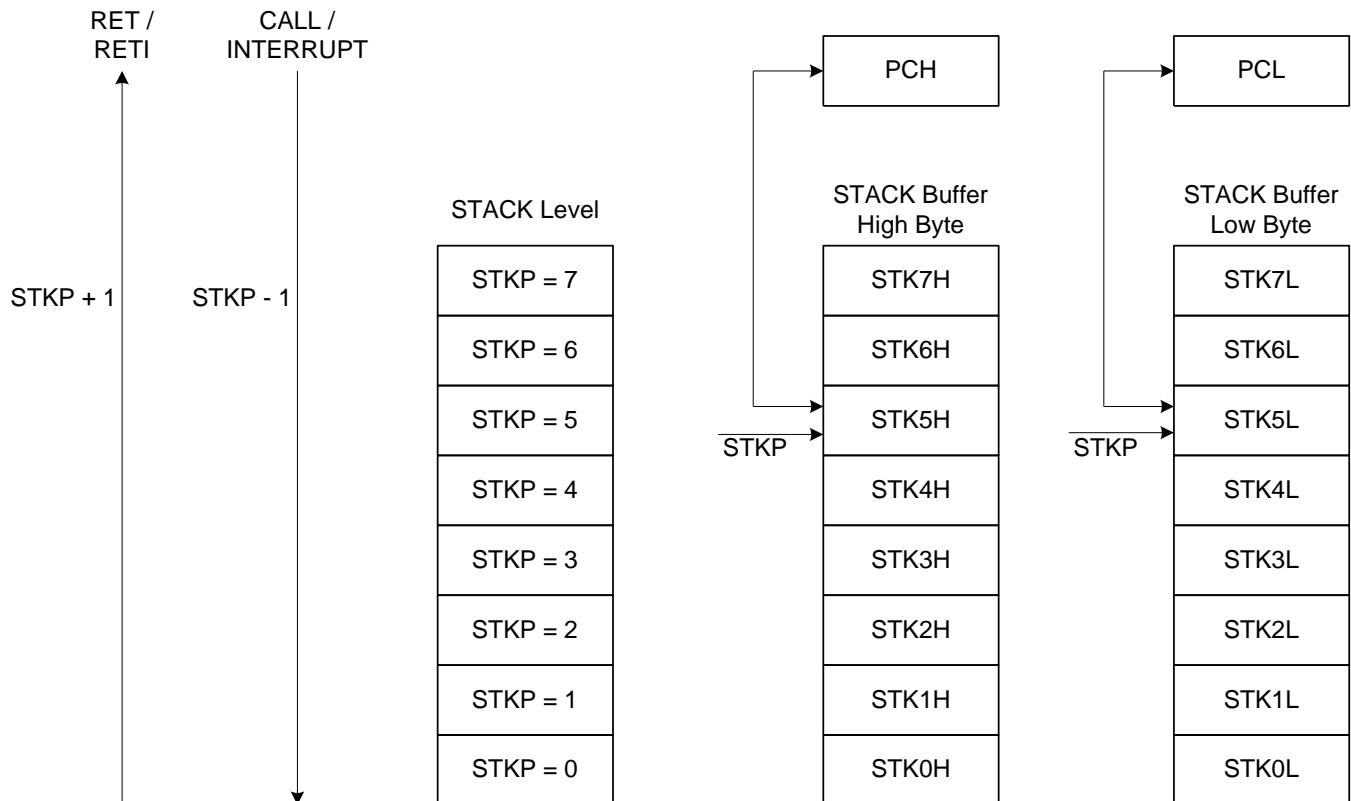 RET /
RETI
CALL /
INTERRUPT
PCH
PCL
STACK Level
STACK Buffer
High Byte
STACK Buffer
Low Byte
STKP + 1
STKP - 1
STKP = 7
STK7H
STK7L
STKP = 6
STK6H
STK6L
STKP = 5
STK5H
STK5L
STKP
STKP
STKP = 4
STK4H
STK4L
STKP = 3
STK3H
STK3L
STKP = 2
STK2H
STK2L
STKP = 1
STK1H
STK1L
STKP = 0
STK0H
STK0L